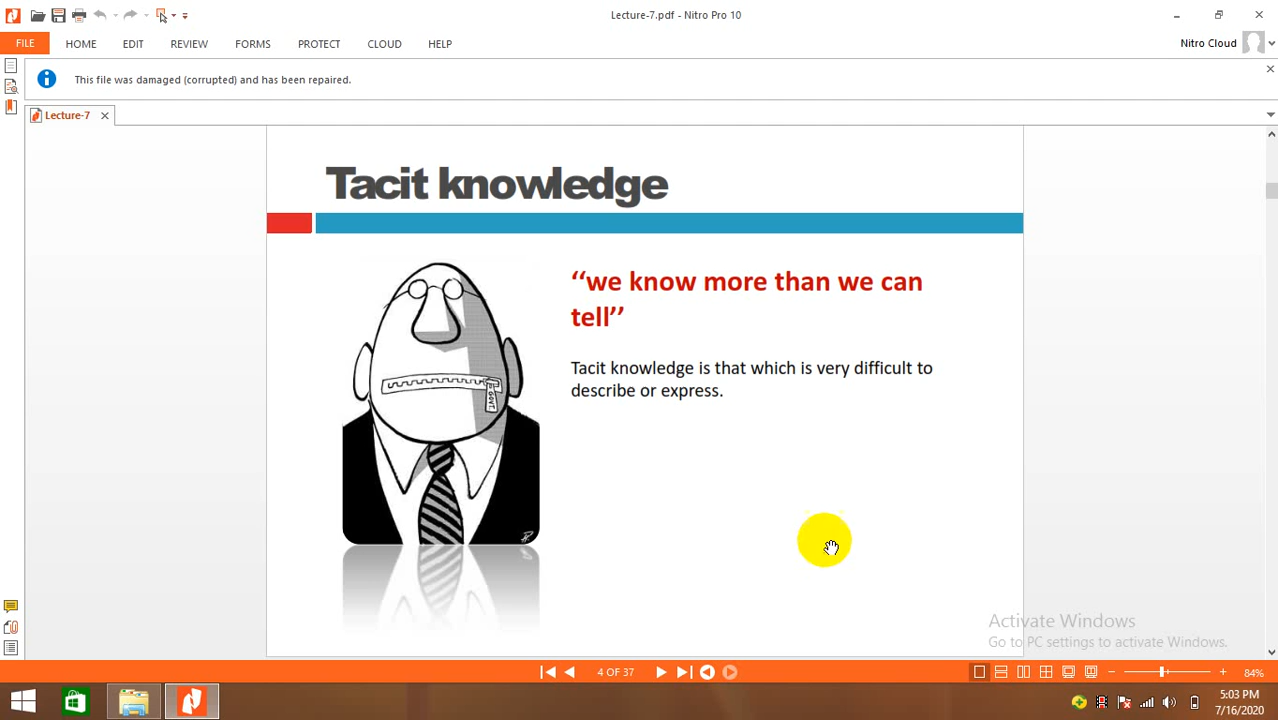 Lecture-7.pdf - Nitro Pro 10
FILE HOME EDIT REVIEW FORMS PROTECT CLOUD HELP Nitro Cloud
This file was damaged (corrupted) and has been repaired.
Lecture-7
Tacit knowledge
‘‘we know more than we can
tell’’
Tacit knowledge is that which is very difficult to
describe or express.
GOVT
Activate Windows
Go to PC settings to activate Windows.
4 OF 37
84%
5:03 PM
7/16/2020